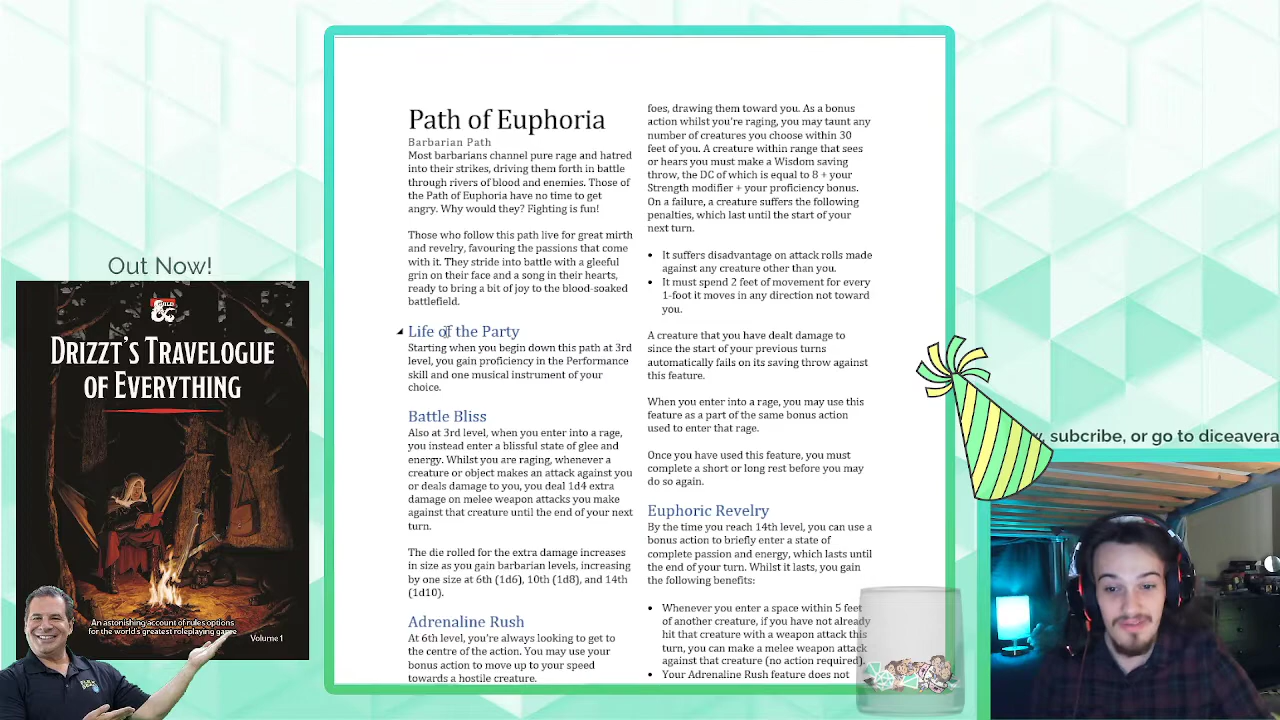 Out Now!
DRIZZT'S TRAVELOGUE
OF EVERYTHING
An astonishing account of rules options
for the world's greatest roleplaying game
Volume 1
Path of Euphoria
Barbarian Path
Most barbarians channel pure rage and hatred
into their strikes, driving them forth in battle
through rivers of blood and enemies. Those of
the Path of Euphoria have no time to get
angry. Why would they? Fighting is fun!
Those who follow this path live for great mirth
and revelry, favouring the passions that come
with it. They stride into battle with a gleeful
grin on their face and a song in their hearts,
ready to bring a bit of joy to the blood-soaked
battlefield.
Life of the Party
Starting when you begin down this path at 3rd
level, you gain proficiency in the Performance
skill and one musical instrument of your
choice.
Battle Bliss
Also at 3rd level, when you enter into a rage,
you instead enter a blissful state of glee and
energy. Whilst you are raging, whenever a
creature or object makes an attack against you
or deals damage to you, you deal 1d4 extra
damage on melee weapon attacks you make
against that creature until the end of your next
turn.
The die rolled for the extra damage increases
in size as you gain barbarian levels, increasing
by one size at 6th (1d6), 10th (1d8), and 14th
(1d10).
Adrenaline Rush
At 6th level, you're always looking to get to
the centre of the action. You may use your
bonus action to move up to your speed
towards a hostile creature.
foes, drawing them toward you. As a bonus
action whilst you're raging, you may taunt any
number of creatures you choose within 30
feet of you. A creature within range that sees
or hears you must make a Wisdom saving
throw, the DC of which is equal to 8 + your
Strength modifier + your proficiency bonus.
On a failure, a creature suffers the following
penalties, which last until the start of your
next turn.
• It suffers disadvantage on attack rolls made
against any creature other than you.
• It must spend 2 feet of movement for every
1-foot it moves in any direction not toward
you.
A creature that you have dealt damage to
since the start of your previous turns
automatically fails on its saving throw against
this feature.
When you enter into a rage, you may use this
feature as a part of the same bonus action
used to enter that rage.
Once you have used this feature, you must
complete a short or long rest before you may
do so again.
Euphoric Revelry
By the time you reach 14th level, you can use a
bonus action to briefly enter a state of
complete passion and energy, which lasts until
the end of your turn. Whilst it lasts, you gain
the following benefits:
• Whenever you enter a space within 5 feet
of another creature, if you have not already
hit that creature with a weapon attack this
turn, you can make a melee weapon attack
against that creature (no action required).
• Your Adrenaline Rush feature does not
subcribe, or go to diceavera